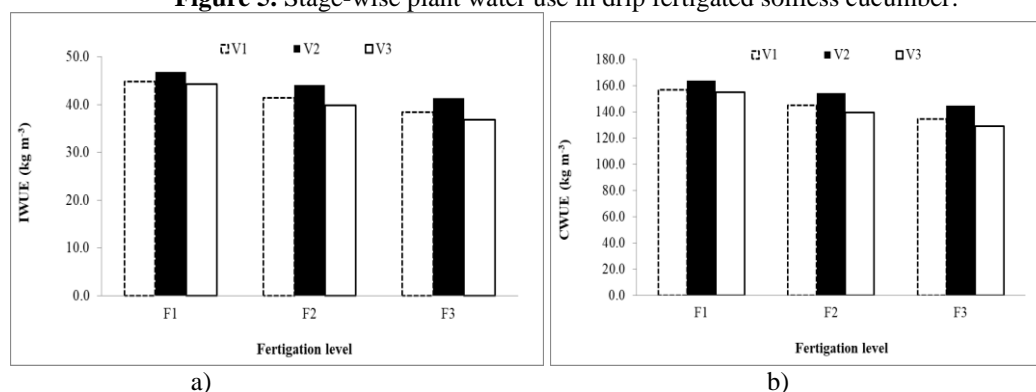 Figure 5. Stage-wise plant water use in drip fertigated soilless cucumber.
V1 V2 V3
50.0
40.0
30.0
20.0
10.0
0.0
IWUE (kg m⁻³)
F1 F2 F3
Fertigation level
a)
V1 V2 V3
180.0
160.0
140.0
120.0
100.0
80.0
60.0
40.0
20.0
0.0
CWUE (kg m⁻³)
F1 F2 F3
Fertigation level
b)